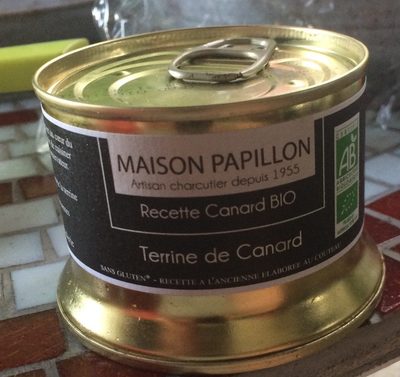 MAISON PAPILLON
Artisan charcutier depuis 1955
Recette Canard BIO
Terrine de Canard
SANS GLUTEN* - RECETTE A L'ANCIENNE ELABORÉE AU COUTEAU
AB